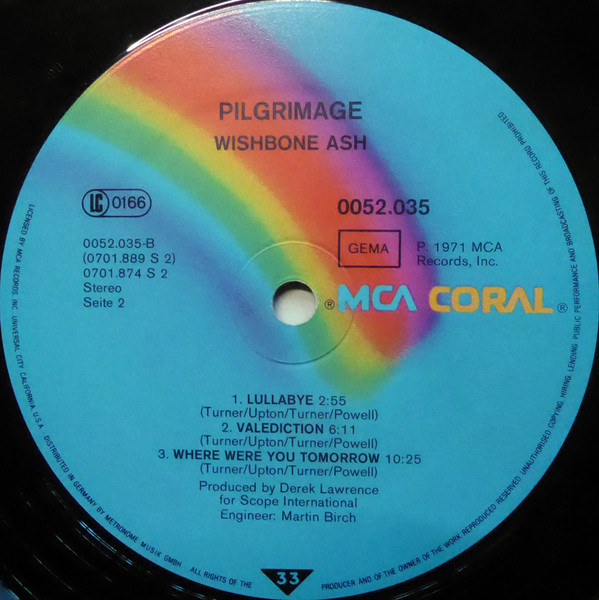 PILGRIMAGE
WISHBONE ASH
LC 0166
0052.035
0052.035-B
(0701.889 S 2)
0701.874 S 2
Stereo
Seite 2
GEMA
P. 1971 MCA
Records, Inc.
® MCA CORAL ®
1. LULLABYE 2:55
(Turner/Upton/Turner/Powell)
2. VALEDICTION 6:11
(Turner/Upton/Turner/Powell)
3. WHERE WERE YOU TOMORROW 10:25
(Turner/Upton/Turner/Powell)
Produced by Derek Lawrence
for Scope International
Engineer: Martin Birch
33
LICENSED BY MCA RECORDS INC. UNIVERSAL CITY, CALIFORNIA, U.S.A. DISTRIBUTED IN GERMANY BY METRONOME MUSIK GMBH ALL RIGHTS OF THE PRODUCER AND OF THE OWNER OF THE WORK REPRODUCED RESERVED UNAUTHORISED COPYING, HIRING, LENDING, PUBLIC PERFORMANCE AND BROADCASTING OF THIS RECORD PROHIBITED